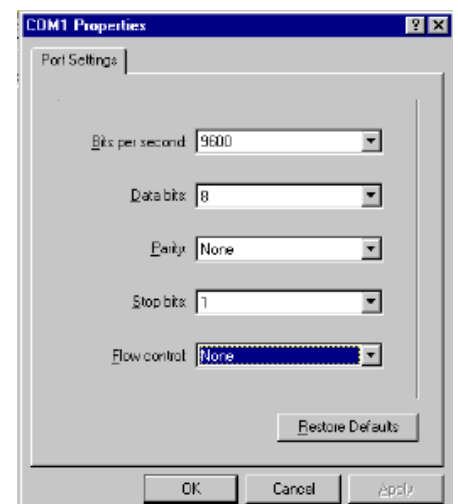 COM1 Properties
Port Settings
Bits per second: 9600
Data bits: 8
Parity: None
Stop bits: 1
Flow control: None
Restore Defaults
OK Cancel Apply